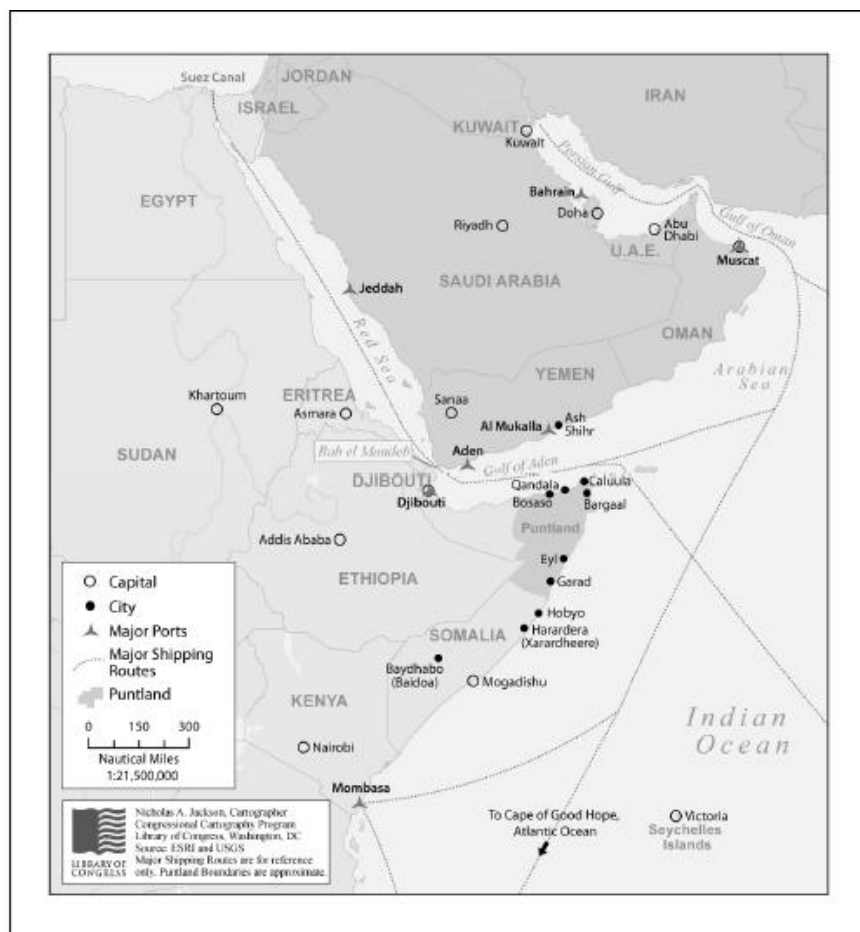 Suez Canal
JORDAN
ISRAEL
IRAN
KUWAIT
Kuwait
Persian Gulf
EGYPT
Bahrain
Doha
Gulf of Oman
Riyadh
Abu
Dhabi
U.A.E.
Muscat
SAUDI ARABIA
Jeddah
Red Sea
OMAN
Arabian
Sea
YEMEN
Khartoum
ERITREA
Asmara
Sanaa
Al Mukalla
Ash
Shihr
SUDAN
Bab el Mandeb
Aden
Gulf of Aden
DJIBOUTI
Djibouti
Qandala
Caluula
Bosaso
Bargaal
Puntland
Addis Ababa
Eyl
ETHIOPIA
Garad
Hobyo
SOMALIA
Harardera
(Xarardheere)
Baydhabo
(Baidoa)
Mogadishu
KENYA
Nairobi
Indian
Ocean
Mombasa
To Cape of Good Hope,
Atlantic Ocean
Victoria
Seychelles
Islands
Capital
City
Major Ports
Major Shipping
Routes
Puntland
0 150 300
Nautical Miles
1:21,500,000
LIBRARY OF
CONGRESS
Nicholas A. Jackson, Cartographer
Congressional Cartography Program
Library of Congress, Washington, DC
Source: ESRI and USGS
Major Shipping Routes are for reference
only. Puntland Boundaries are approximate.